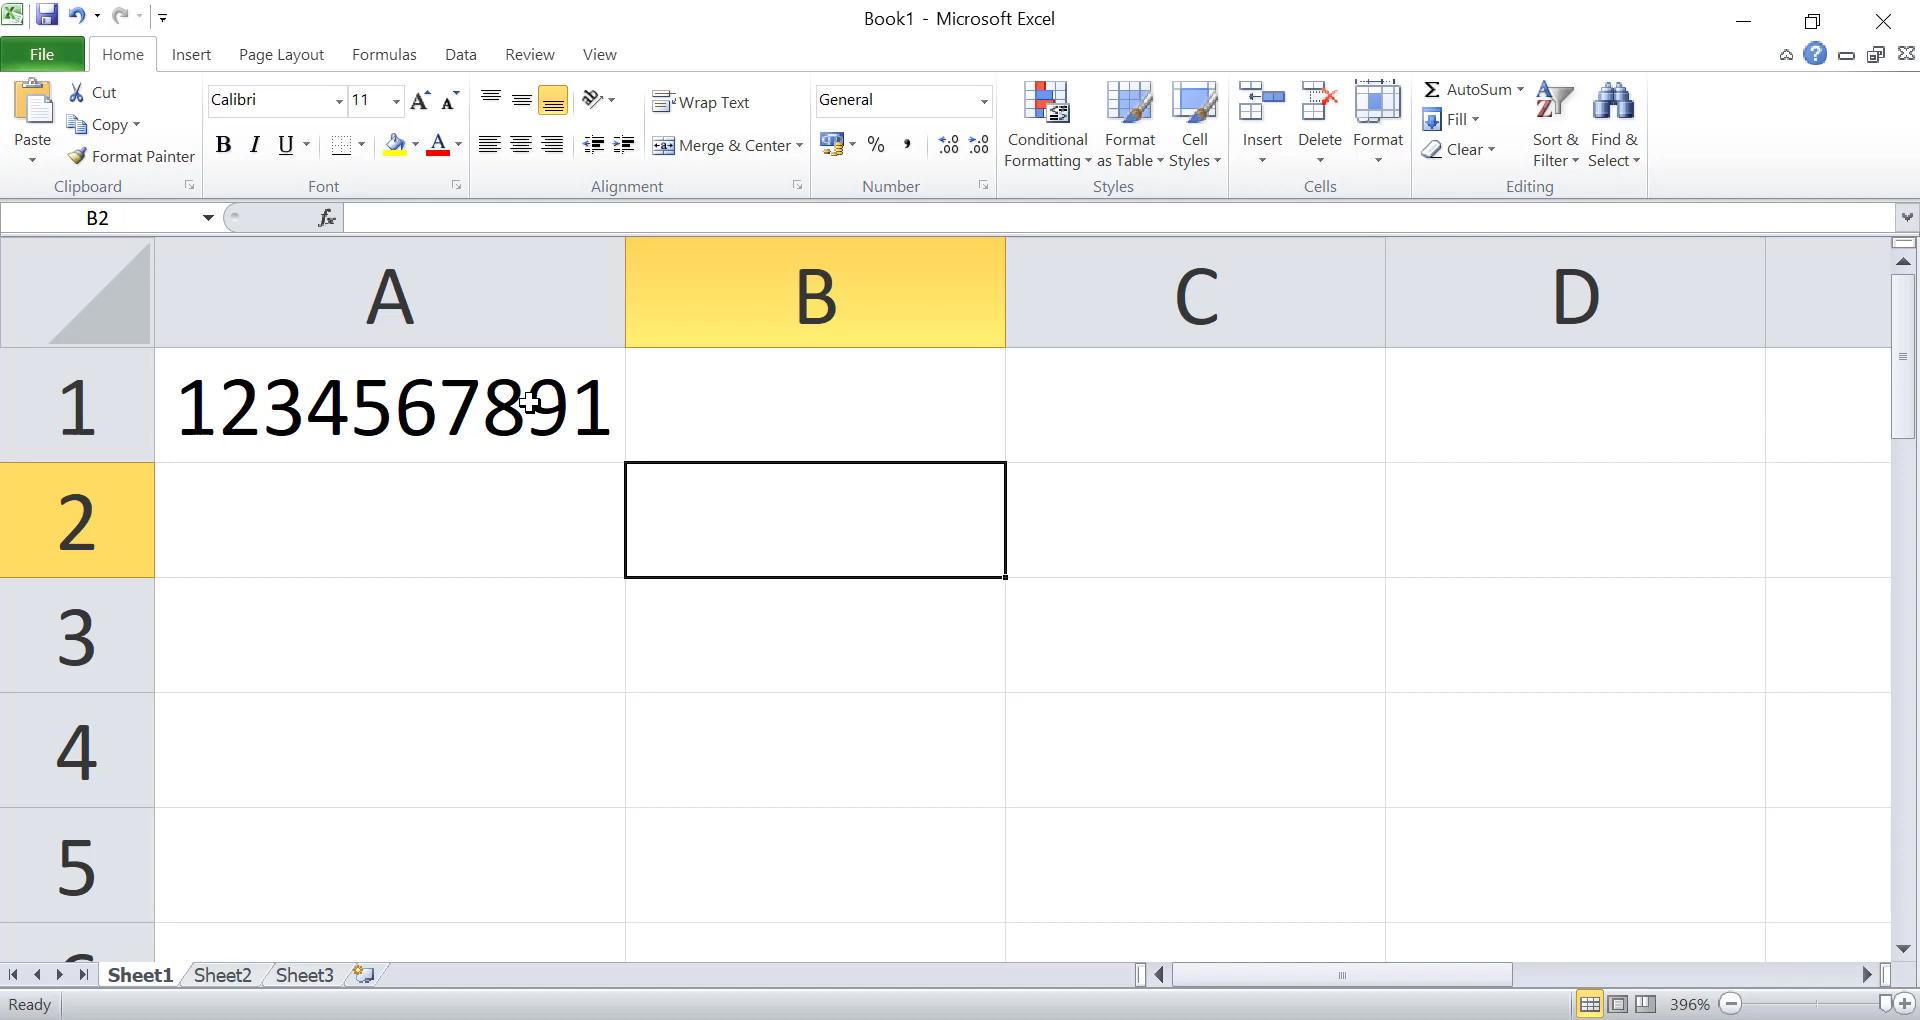 Book1 - Microsoft Excel
File Home Insert Page Layout Formulas Data Review View
Paste
Cut
Copy
Format Painter
Clipboard
Calibri 11
B I U A
Font
Wrap Text
Merge & Center
Alignment
General
% ,
Number
Conditional Formatting
Format as Table
Cell Styles
Styles
Insert
Delete
Format
Cells
Σ AutoSum
Fill
Clear
Sort & Filter
Find & Select
Editing
B2 fx
A B C D
1 1234567891
2
3
4
5
Sheet1 Sheet2 Sheet3
Ready 396%